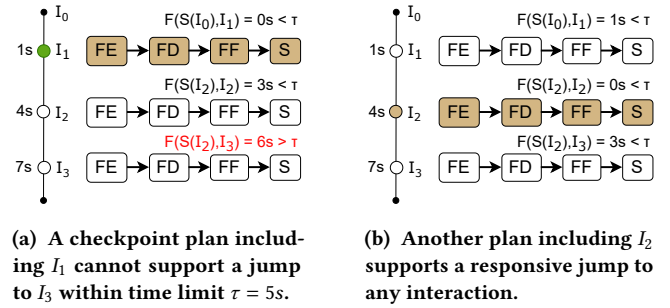 I₀
F(S(I₀),I₁) = 0s < τ
1s I₁ FE FD FF S
F(S(I₂),I₂) = 3s < τ
4s I₂ FE FD FF S
F(S(I₂),I₃) = 6s > τ
7s I₃ FE FD FF S
(a) A checkpoint plan includ-
ing I₁ cannot support a jump
to I₃ within time limit τ = 5s.
I₀
F(S(I₀),I₁) = 1s < τ
1s I₁ FE FD FF S
F(S(I₂),I₂) = 0s < τ
4s I₂ FE FD FF S
F(S(I₂),I₃) = 3s < τ
7s I₃ FE FD FF S
(b) Another plan including I₂
supports a responsive jump to
any interaction.